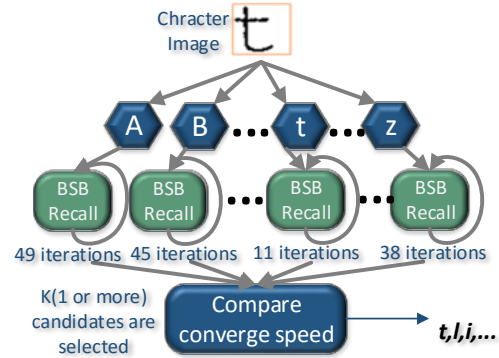 Chracter
Image
t
A
B
...
t
...
z
BSB
Recall
BSB
Recall
...
BSB
Recall
...
BSB
Recall
49 iterations
45 iterations
11 iterations
38 iterations
K(1 or more)
candidates are
selected
Compare
converge speed
t,l,i,...